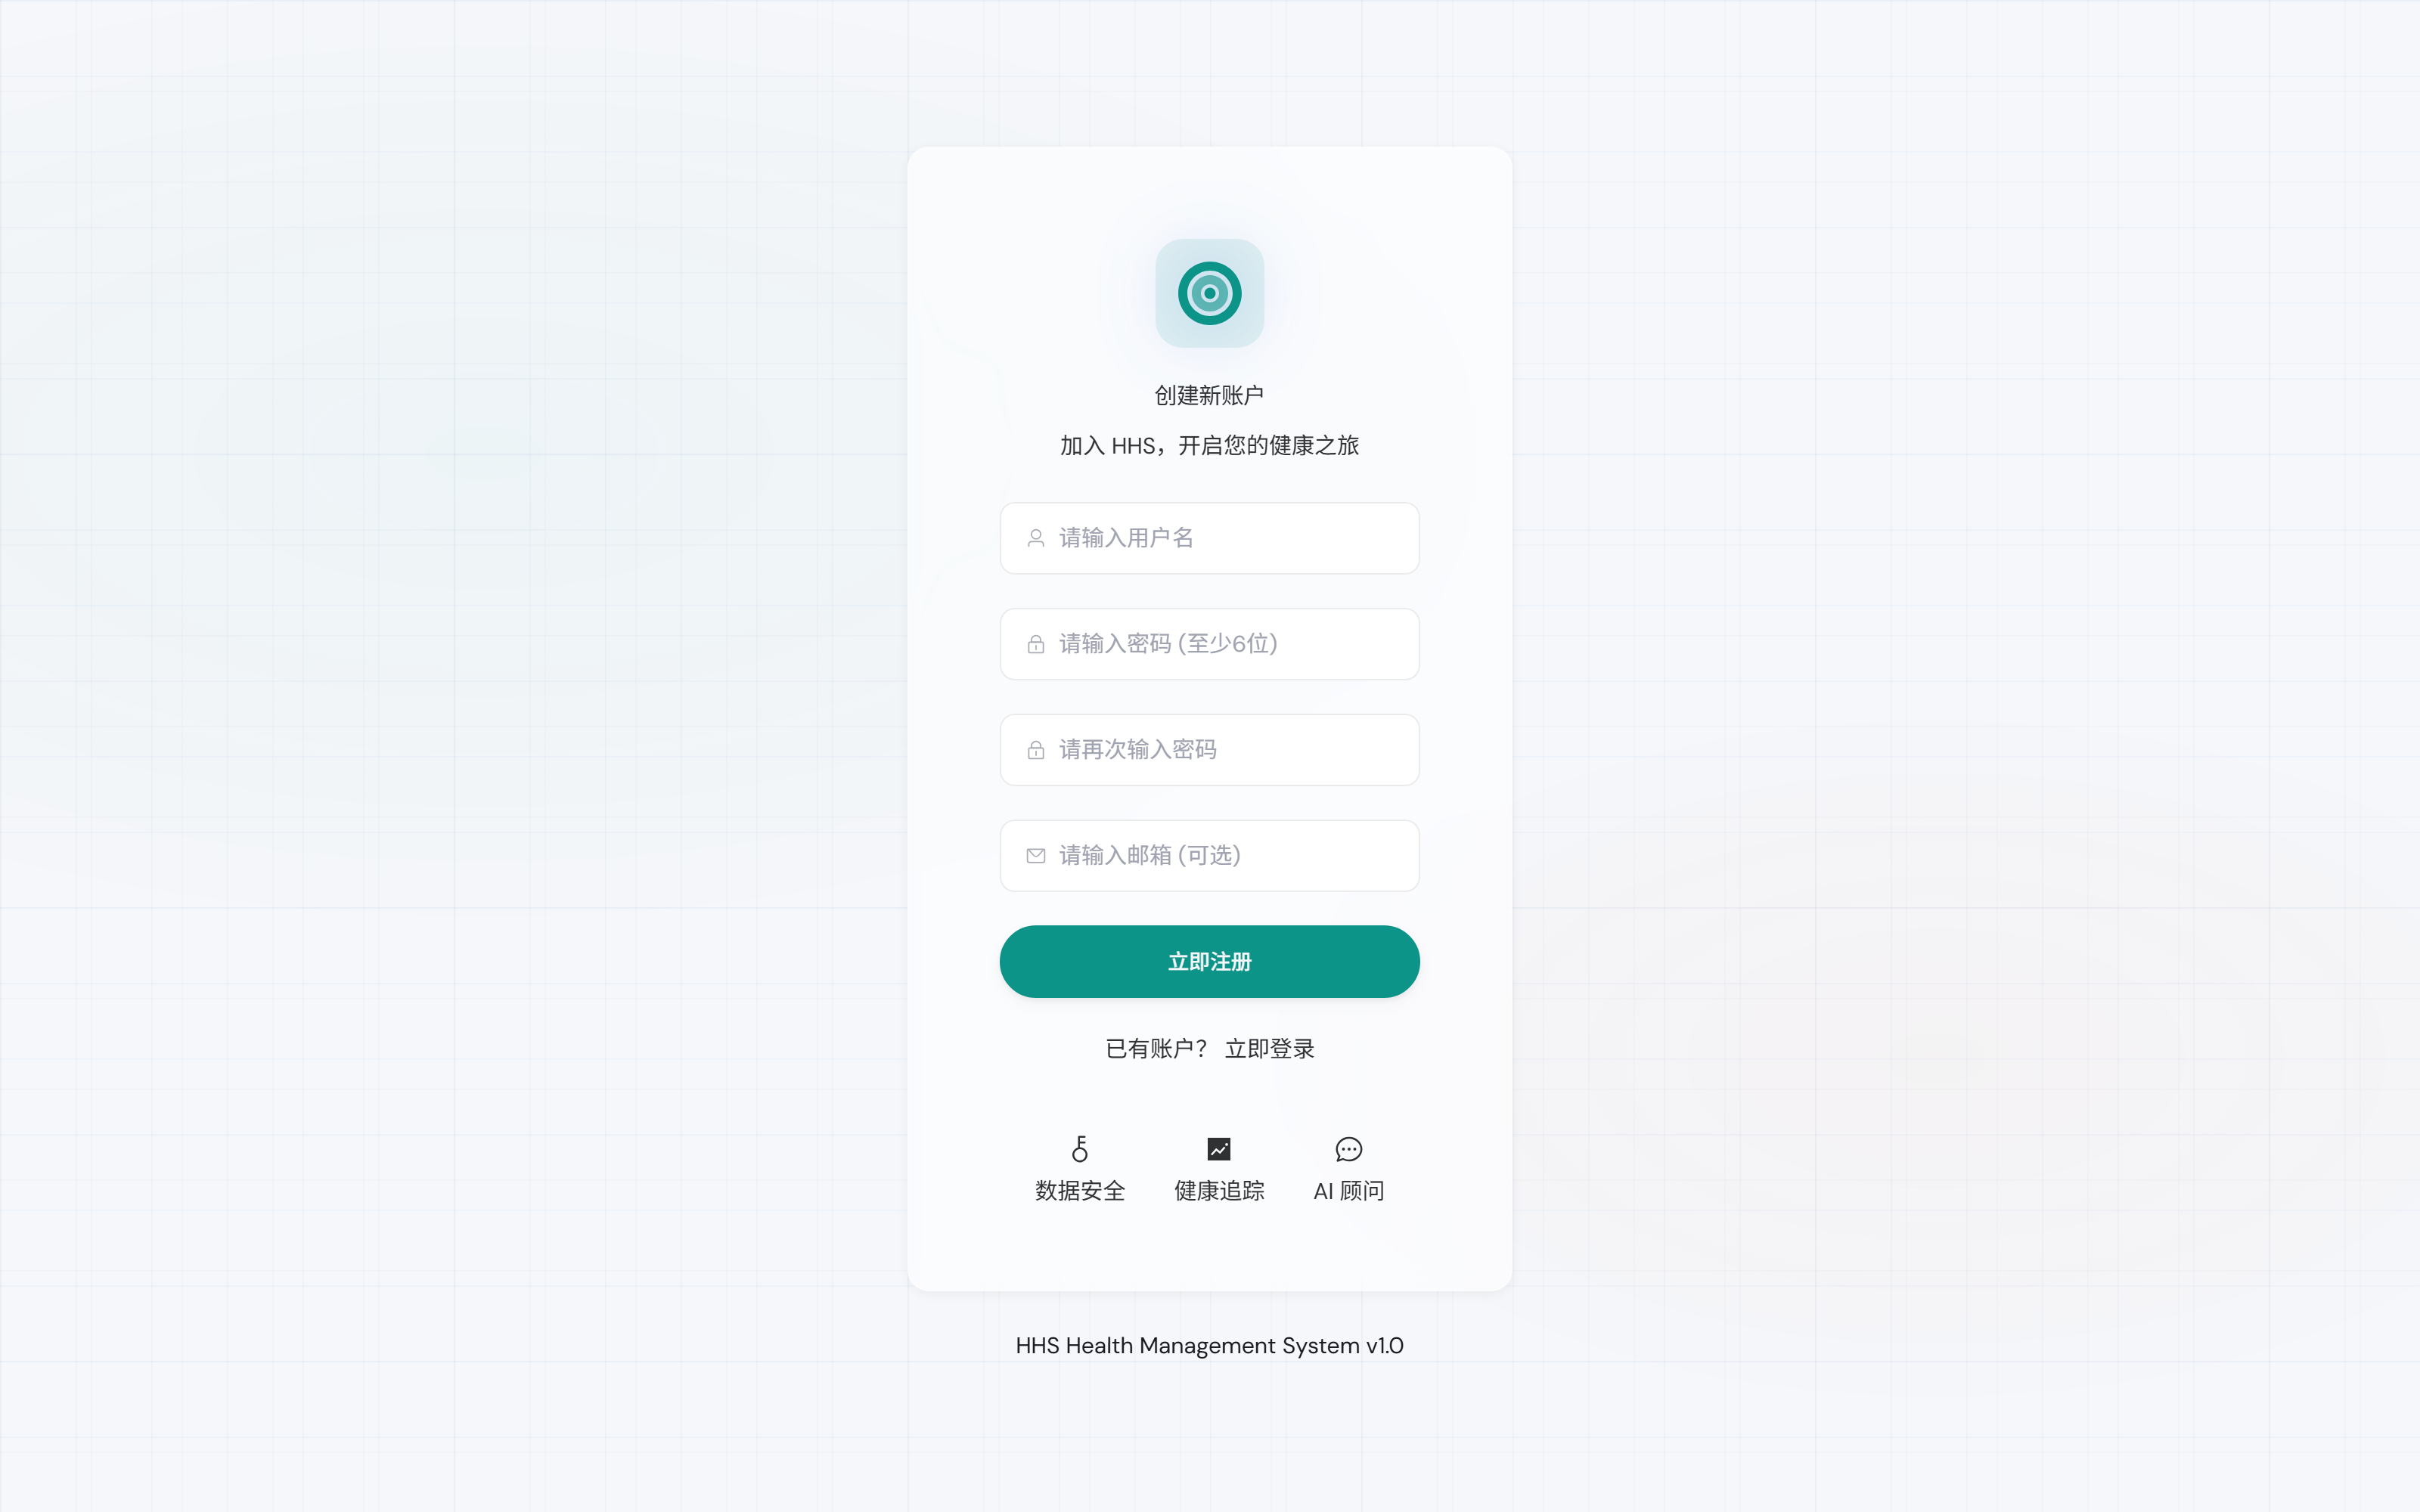 创建新账户
加入 HHS，开启您的健康之旅
请输入用户名
请输入密码 (至少6位)
请再次输入密码
请输入邮箱 (可选)
立即注册
已有账户？ 立即登录
数据安全 健康追踪 AI 顾问
HHS Health Management System v1.0